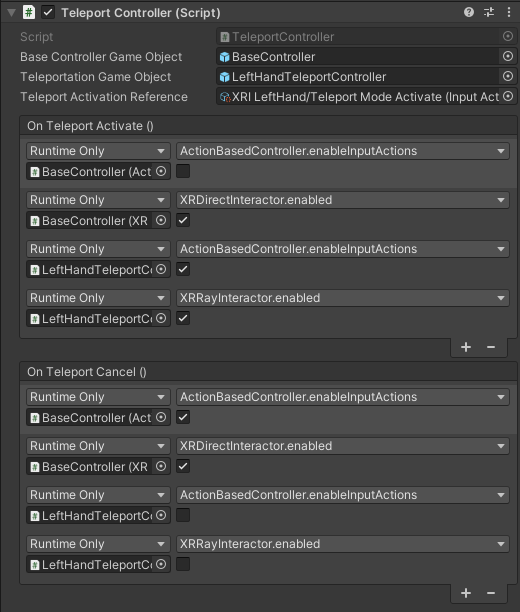 Teleport Controller (Script)
Script TeleportController
Base Controller Game Object BaseController
Teleportation Game Object LeftHandTeleportController
Teleport Activation Reference XRI LeftHand/Teleport Mode Activate (Input Act
On Teleport Activate ()
Runtime Only ActionBasedController.enableInputActions
BaseController (Act
Runtime Only XRDirectInteractor.enabled
BaseController (XR
Runtime Only ActionBasedController.enableInputActions
LeftHandTeleportCo
Runtime Only XRRayInteractor.enabled
LeftHandTeleportCo
On Teleport Cancel ()
Runtime Only ActionBasedController.enableInputActions
BaseController (Act
Runtime Only XRDirectInteractor.enabled
BaseController (XR
Runtime Only ActionBasedController.enableInputActions
LeftHandTeleportCo
Runtime Only XRRayInteractor.enabled
LeftHandTeleportCo